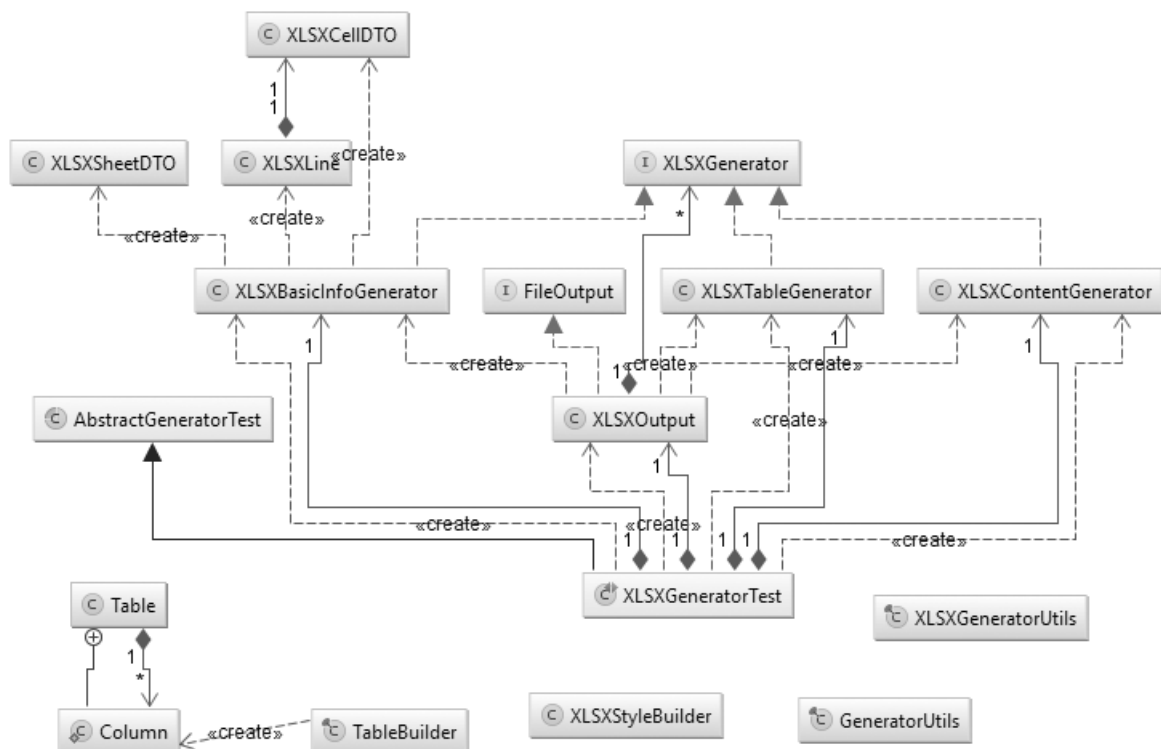 C XLSXCellDTO
1
1
C XLSXSheetDTO
C XLSXLine
«create»
I XLSXGenerator
*
«create»
«create»
C XLSXBasicInfoGenerator
I FileOutput
C XLSXTableGenerator
C XLSXContentGenerator
1
1
1
«create»
1
«create»
«create»
C AbstractGeneratorTest
C XLSXOutput
«create»
1
«create»
«create»
«create»
1
1
1
1
C XLSXGeneratorTest
C Table
C XLSXGeneratorUtils
1
*
C Column
«create»
C TableBuilder
C XLSXStyleBuilder
C GeneratorUtils